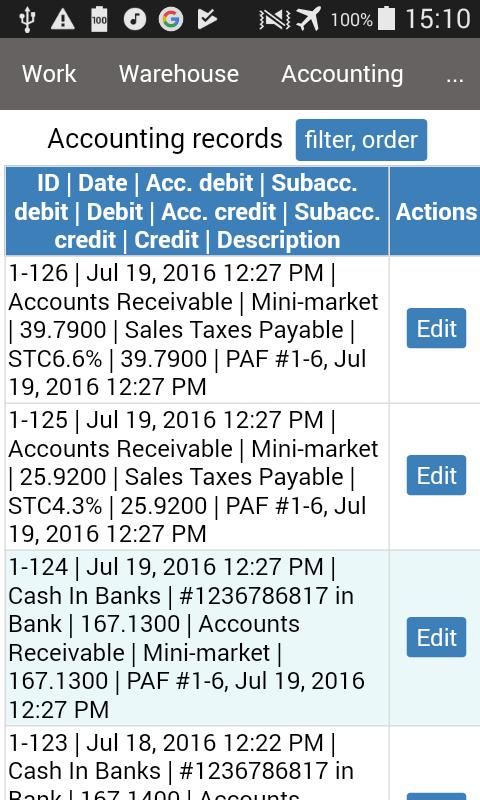 100 100% 15:10
Work Warehouse Accounting ...
Accounting records filter, order
ID | Date | Acc. debit | Subacc.
debit | Debit | Acc. credit | Subacc.
credit | Credit | Description
Actions
1-126 | Jul 19, 2016 12:27 PM |
Accounts Receivable | Mini-market
| 39.7900 | Sales Taxes Payable |
STC6.6% | 39.7900 | PAF #1-6, Jul
19, 2016 12:27 PM
Edit
1-125 | Jul 19, 2016 12:27 PM |
Accounts Receivable | Mini-market
| 25.9200 | Sales Taxes Payable |
STC4.3% | 25.9200 | PAF #1-6, Jul
19, 2016 12:27 PM
Edit
1-124 | Jul 19, 2016 12:27 PM |
Cash In Banks | #1236786817 in
Bank | 167.1300 | Accounts
Receivable | Mini-market |
167.1300 | PAF #1-6, Jul 19, 2016
12:27 PM
Edit
1-123 | Jul 18, 2016 12:22 PM |
Cash In Banks | #1236786817 in
Bank | 167.1400 | Accounts